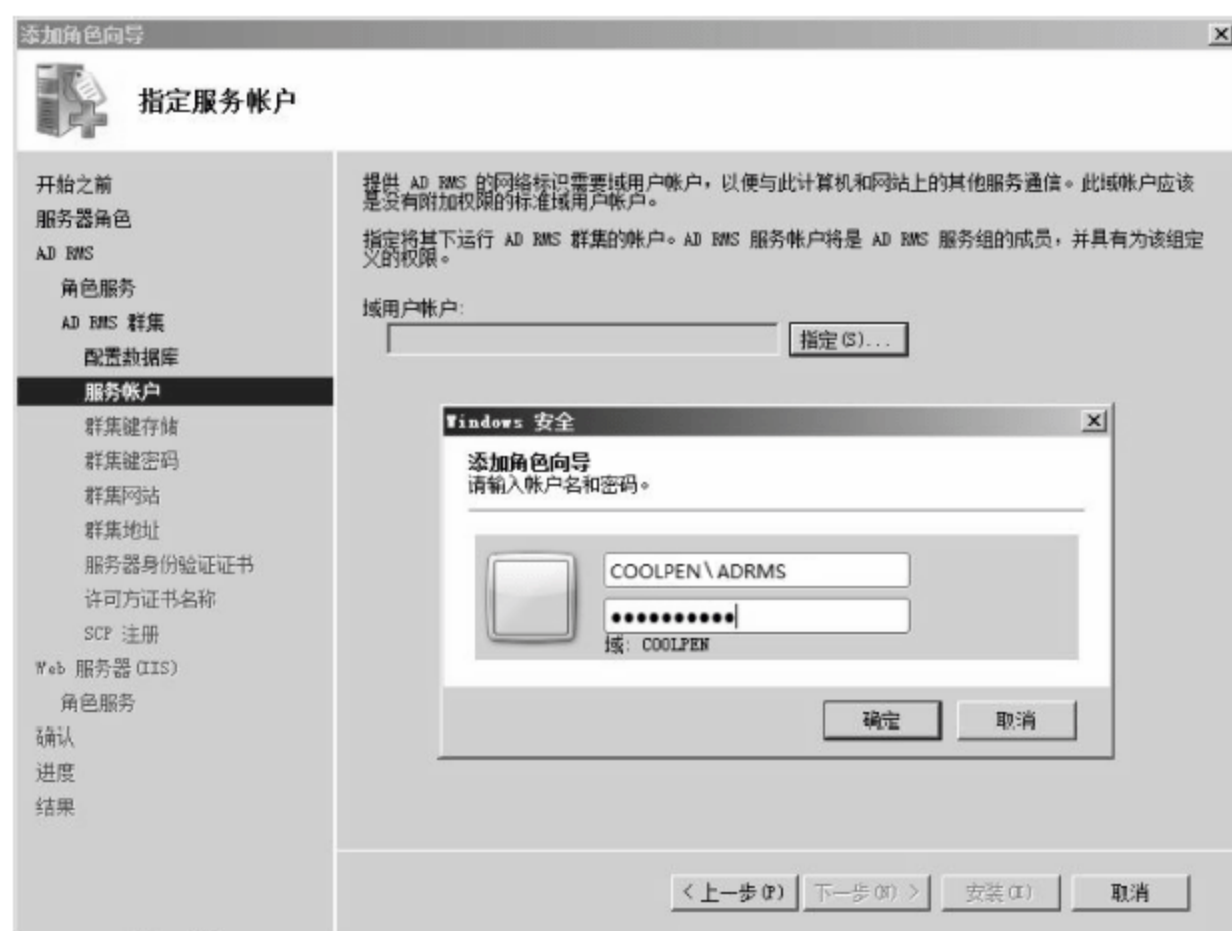 添加角色向导
指定服务帐户
开始之前
服务器角色
AD RMS
角色服务
AD RMS 群集
配置数据库
服务帐户
群集键存储
群集键密码
群集网站
群集地址
服务器身份验证证书
许可方证书名称
SCP 注册
Web 服务器(IIS)
角色服务
确认
进度
结果
提供 AD RMS 的网络标识需要域用户帐户，以便与此计算机和网站上的其他服务通信。此域帐户应该
是没有附加权限的标准域用户帐户。
指定将其下运行 AD RMS 群集的帐户。AD RMS 服务帐户将是 AD RMS 服务组的成员，并具有为该组定
义的权限。
域用户帐户:
指定(S)...
Windows 安全
添加角色向导
请输入帐户名和密码。
COOLPEN\ADRMS
●●●●●●●●●●
域: COOLPEN
确定
取消
< 上一步(P)
下一步(N) >
安装(I)
取消